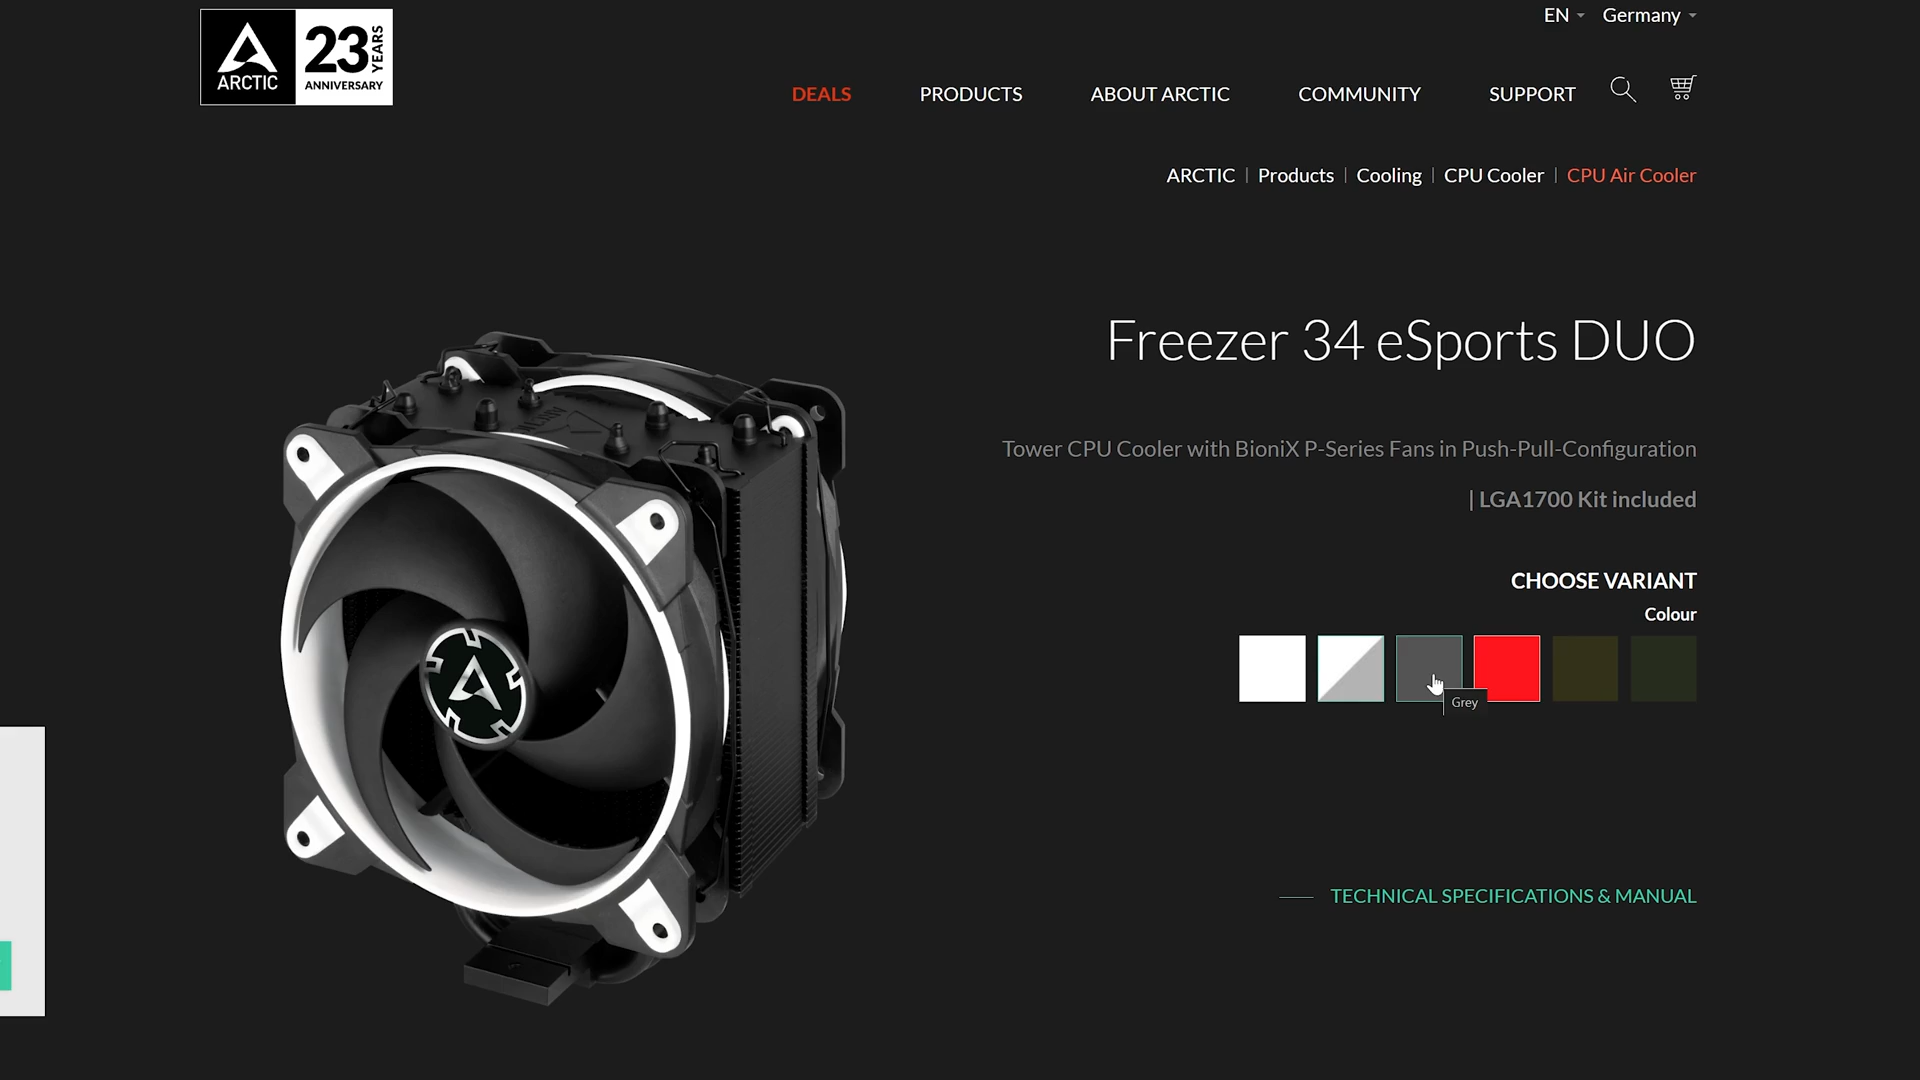 EN
Germany
ARCTIC
23 YEARS
ANNIVERSARY
DEALS
PRODUCTS
ABOUT ARCTIC
COMMUNITY
SUPPORT
ARCTIC | Products | Cooling | CPU Cooler | CPU Air Cooler
Freezer 34 eSports DUO
Tower CPU Cooler with BioniX P-Series Fans in Push-Pull-Configuration
| LGA1700 Kit included
CHOOSE VARIANT
Colour
Grey
TECHNICAL SPECIFICATIONS & MANUAL